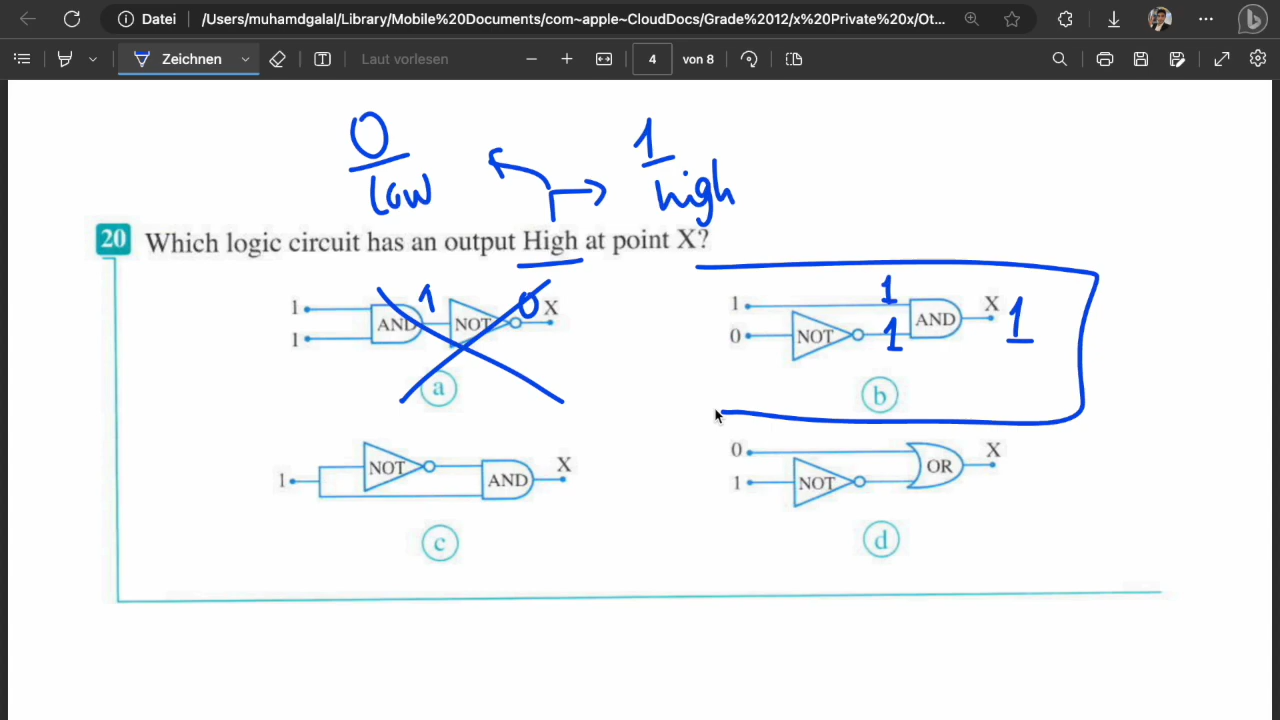 Datei
/Users/muhamdgalal/Library/Mobile%20Documents/com~apple~CloudDocs/Grade%2012/x%20Private%20x/Ot...
Zeichnen
Laut vorlesen
4 von 8
0
low
1
high
20 Which logic circuit has an output High at point X?
1
1
AND
1
NOT
0
X
a
1
0
NOT
1
1
AND
X
1
b
1
NOT
AND
X
c
0
1
NOT
OR
X
d